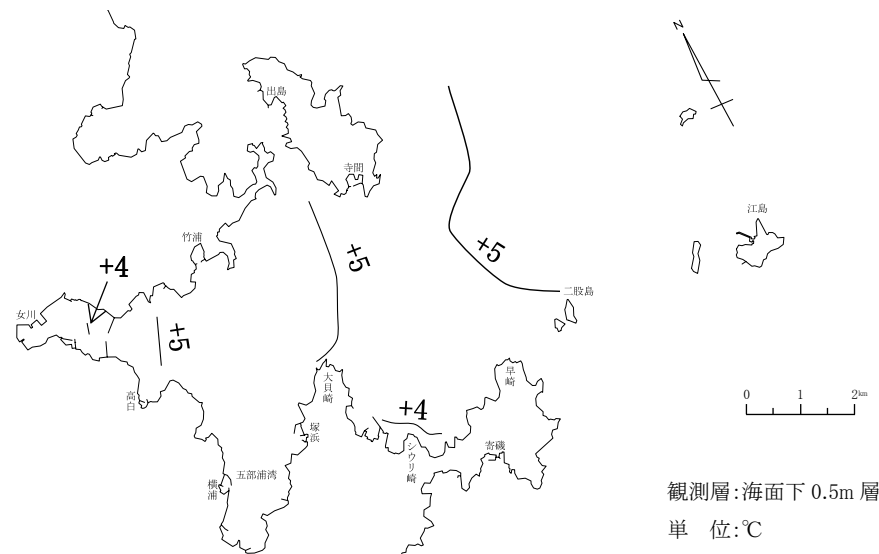 出島
寺間
竹浦
+4
女川
+5
+5
+5
高白
大貝崎
塚浜
+4
シウリ崎
早崎
寄磯
五部浦湾
横浦
二股島
江島
N
0 1 2km
観測層:海面下 0.5m 層
単 位:℃